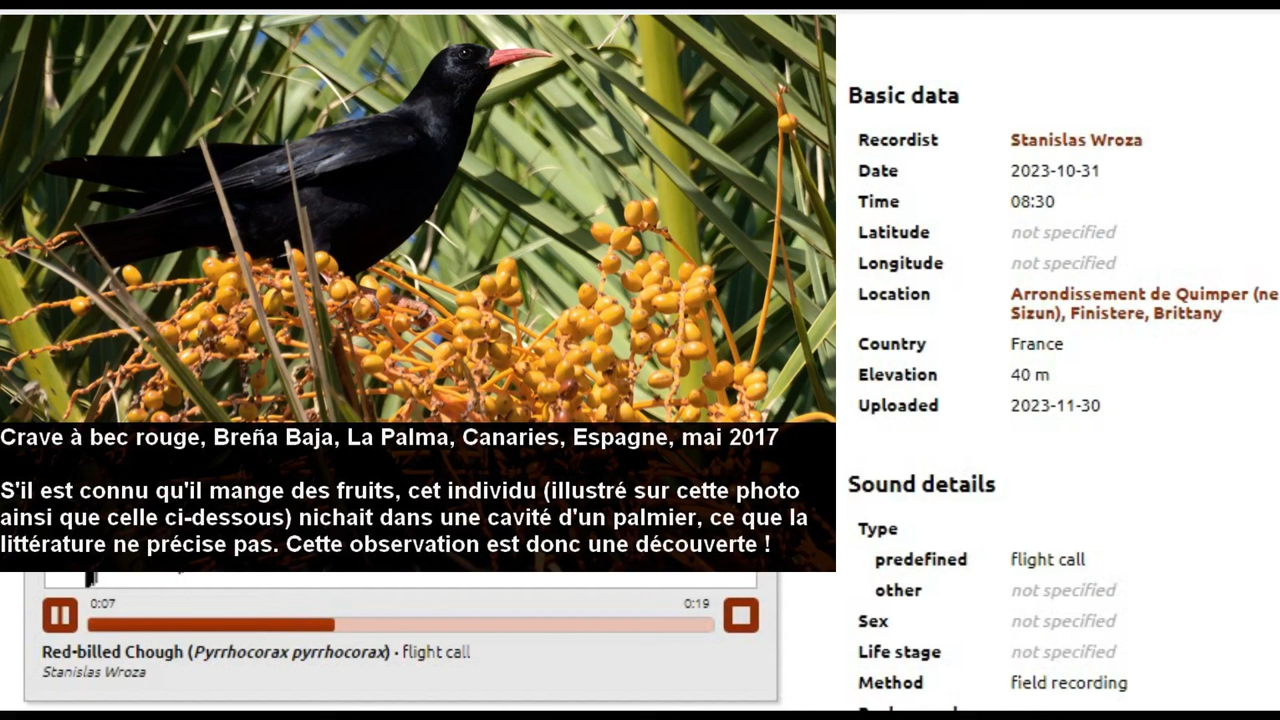 Crave à bec rouge, Breña Baja, La Palma, Canaries, Espagne, mai 2017
S'il est connu qu'il mange des fruits, cet individu (illustré sur cette photo
ainsi que celle ci-dessous) nichait dans une cavité d'un palmier, ce que la
littérature ne précise pas. Cette observation est donc une découverte !
0:07
0:19
Red-billed Chough (Pyrrhocorax pyrrhocorax) · flight call
Stanislas Wroza
Basic data
Recordist Stanislas Wroza
Date 2023-10-31
Time 08:30
Latitude not specified
Longitude not specified
Location Arrondissement de Quimper (ne
Sizun), Finistere, Brittany
Country France
Elevation 40 m
Uploaded 2023-11-30
Sound details
Type
predefined flight call
other not specified
Sex not specified
Life stage not specified
Method field recording